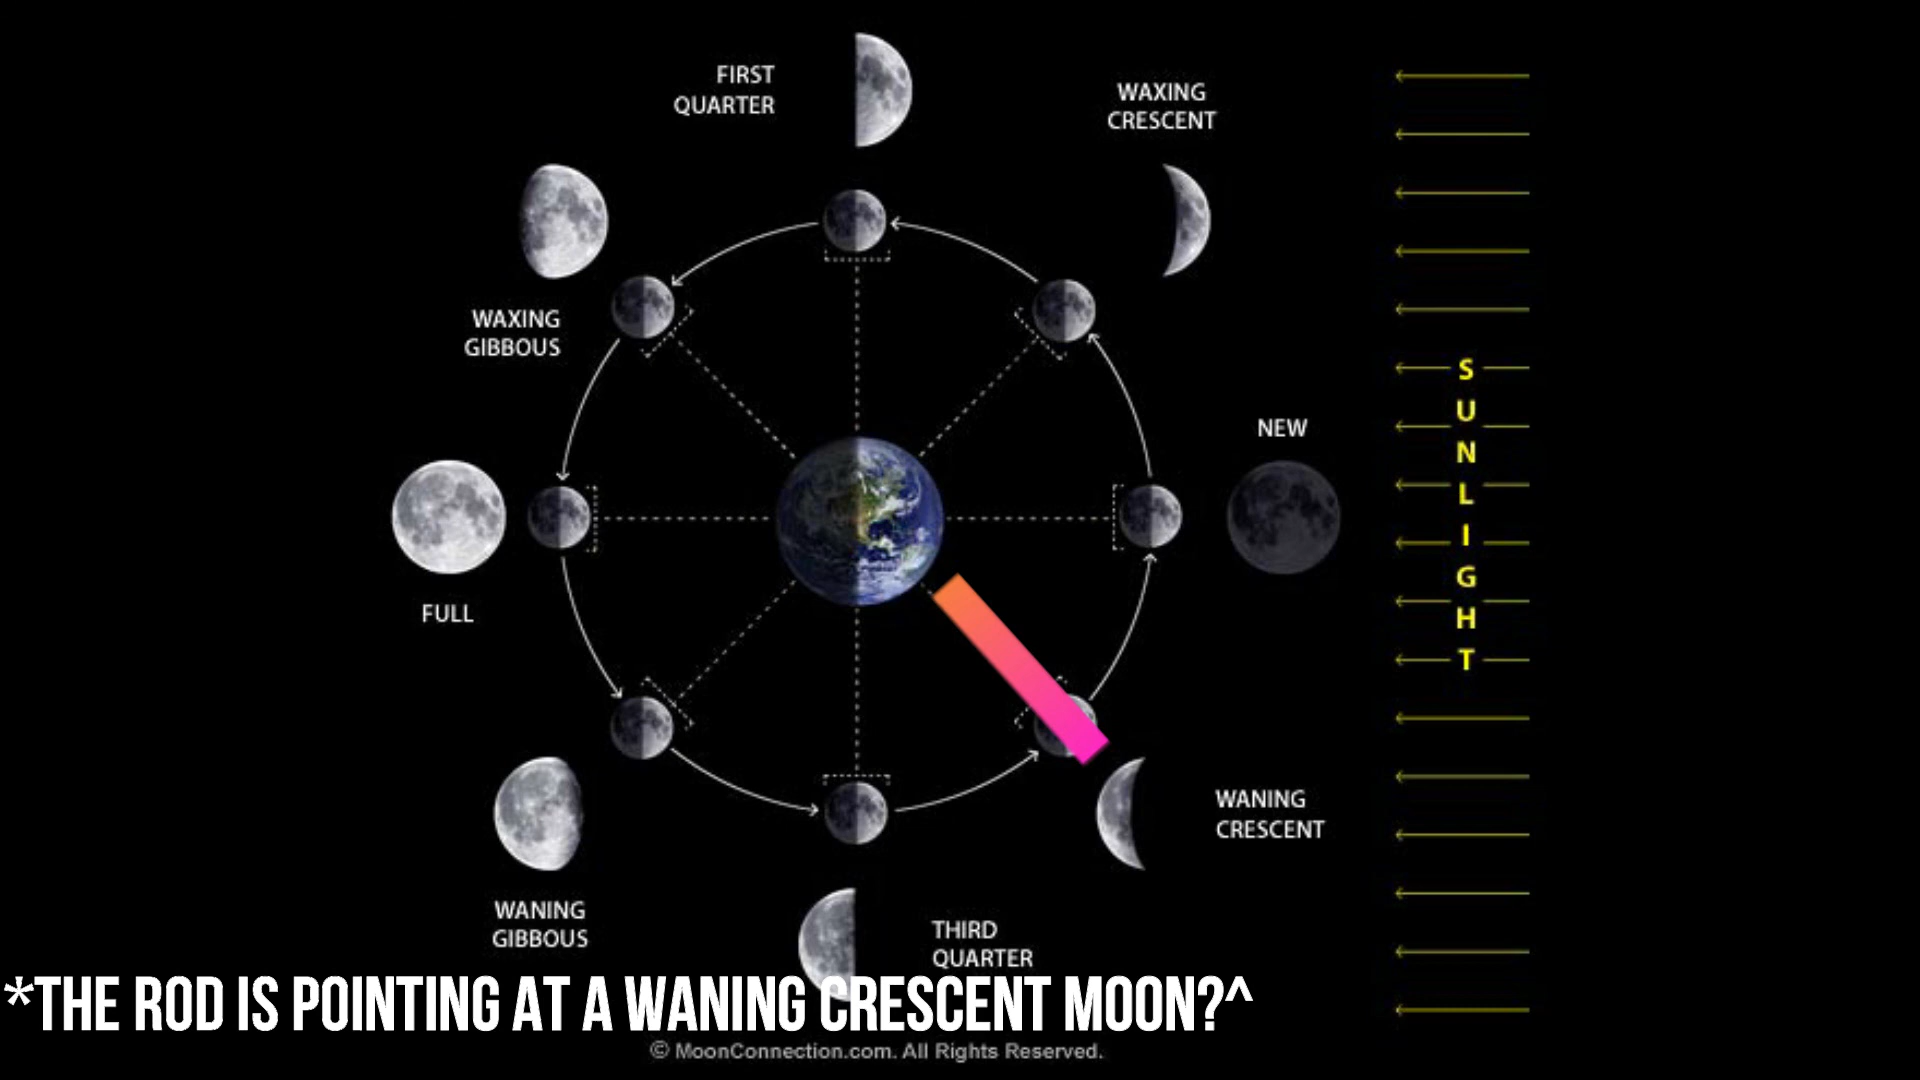 FIRST
QUARTER
WAXING
CRESCENT
WAXING
GIBBOUS
NEW
SUNLIGHT
FULL
WANING
CRESCENT
WANING
GIBBOUS
THIRD
QUARTER
*THE ROD IS POINTING AT A WANING CRESCENT MOON?^
© MoonConnection.com. All Rights Reserved.